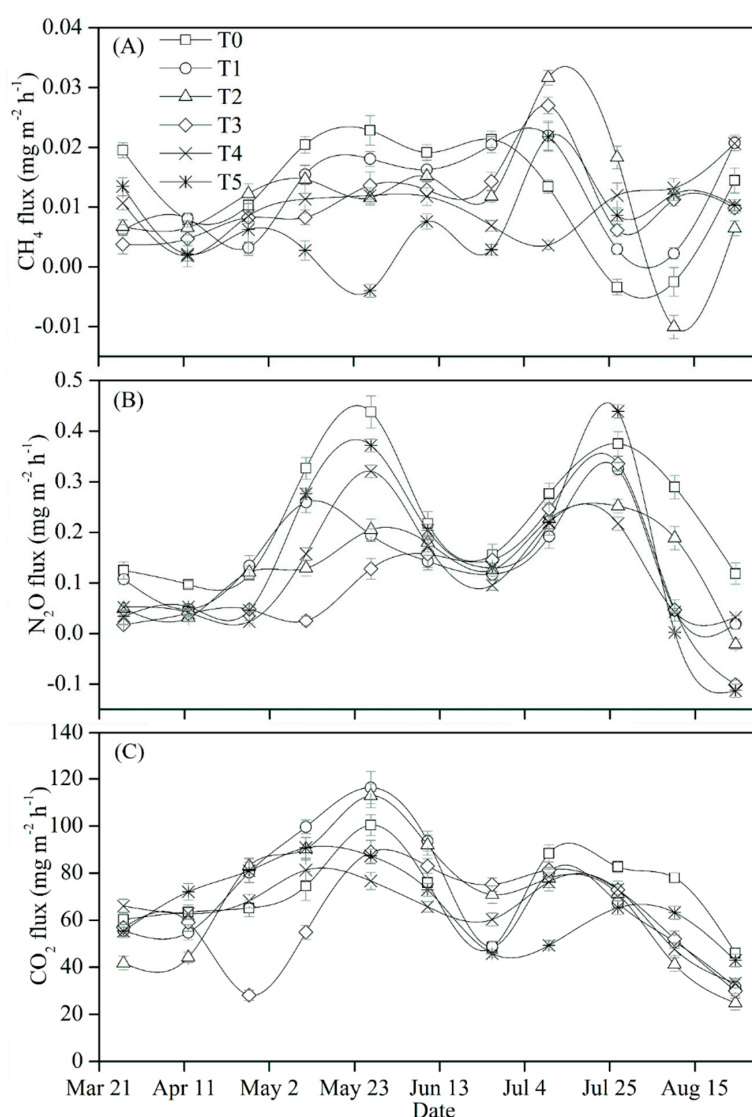 (A)
T0
T1
T2
T3
T4
T5
CH₄ flux (mg m⁻² h⁻¹)
0.04
0.03
0.02
0.01
0.00
-0.01
(B)
N₂O flux (mg m⁻² h⁻¹)
0.5
0.4
0.3
0.2
0.1
0.0
-0.1
(C)
CO₂ flux (mg m⁻² h⁻¹)
140
120
100
80
60
40
20
0
Mar 21 Apr 11 May 2 May 23 Jun 13 Jul 4 Jul 25 Aug 15
Date